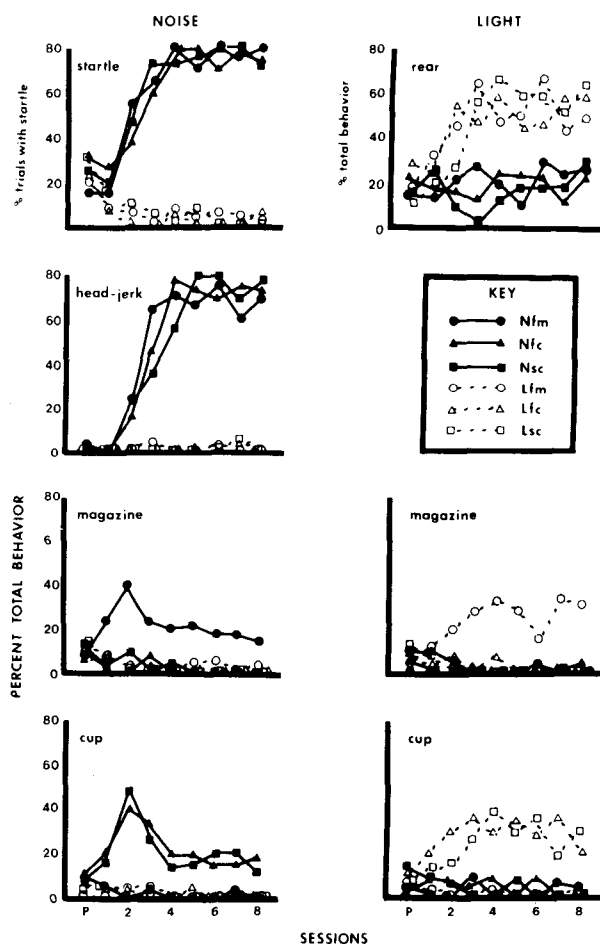 NOISE
LIGHT
startle
% trials with startle
80
60
40
20
rear
% total behavior
80
60
40
20
0
head-jerk
80
60
40
20
0
KEY
Nfm
Nfc
Nsc
Lfm
Lfc
Lsc
PERCENT TOTAL BEHAVIOR
magazine
80
6
40
20
0
magazine
cup
80
60
40
20
0
P 2 4 6 8
cup
P 2 4 6 8
SESSIONS